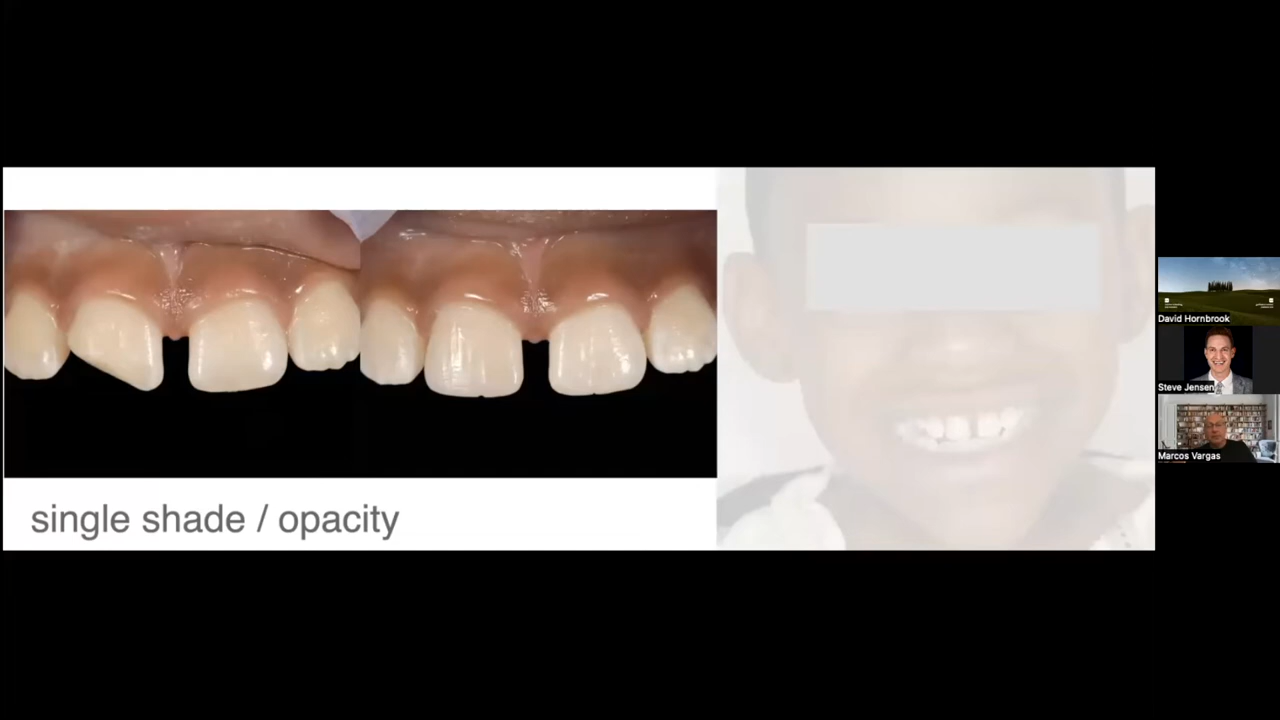 single shade / opacity
David Hornbrook
Steve Jensen
Marcos Vargas